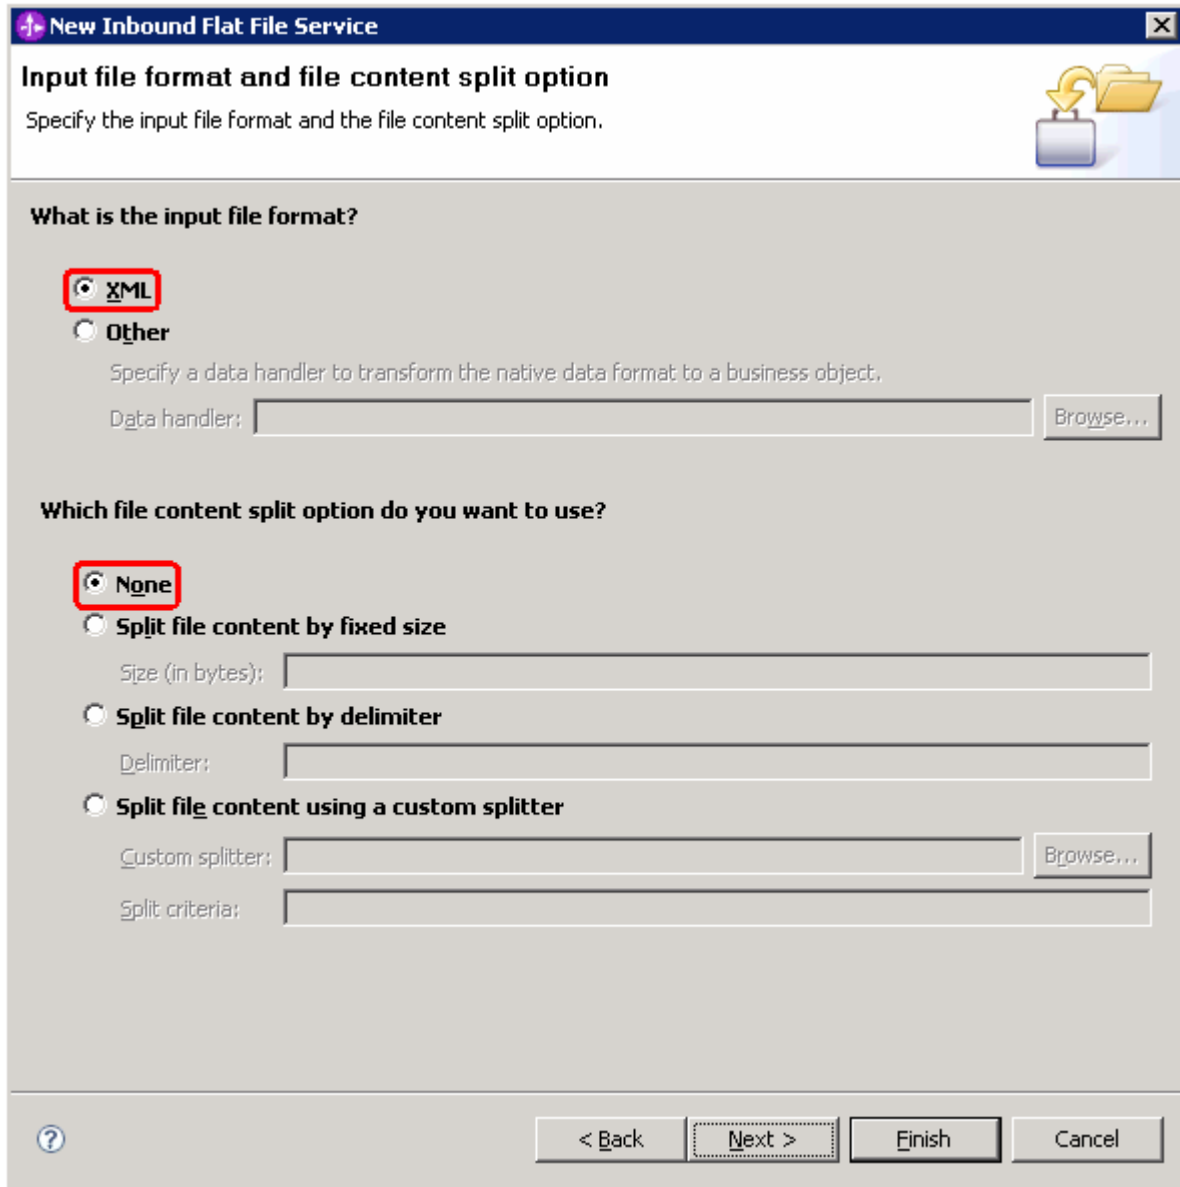 New Inbound Flat File Service
Input file format and file content split option
Specify the input file format and the file content split option.
What is the input file format?
XML
Other
Specify a data handler to transform the native data format to a business object.
Data handler:
Browse...
Which file content split option do you want to use?
None
Split file content by fixed size
Size (in bytes):
Split file content by delimiter
Delimiter:
Split file content using a custom splitter
Custom splitter:
Browse...
Split criteria:
?
< Back
Next >
Finish
Cancel